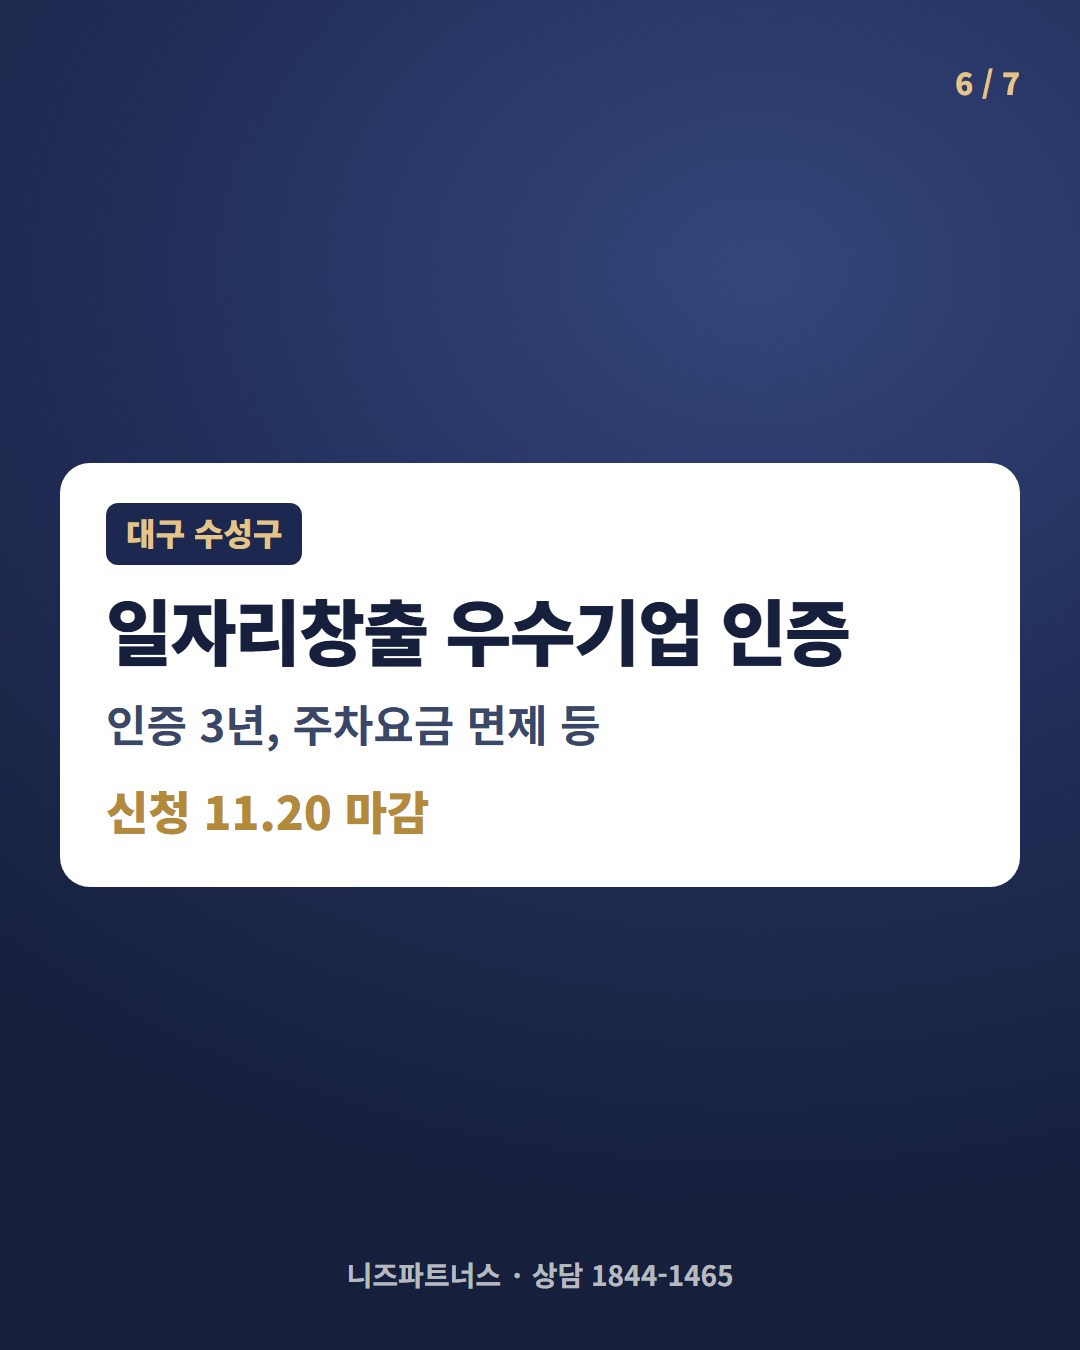 6 / 7
대구 수성구
일자리창출 우수기업 인증
인증 3년, 주차요금 면제 등
신청 11.20 마감
니즈파트너스 · 상담 1844-1465